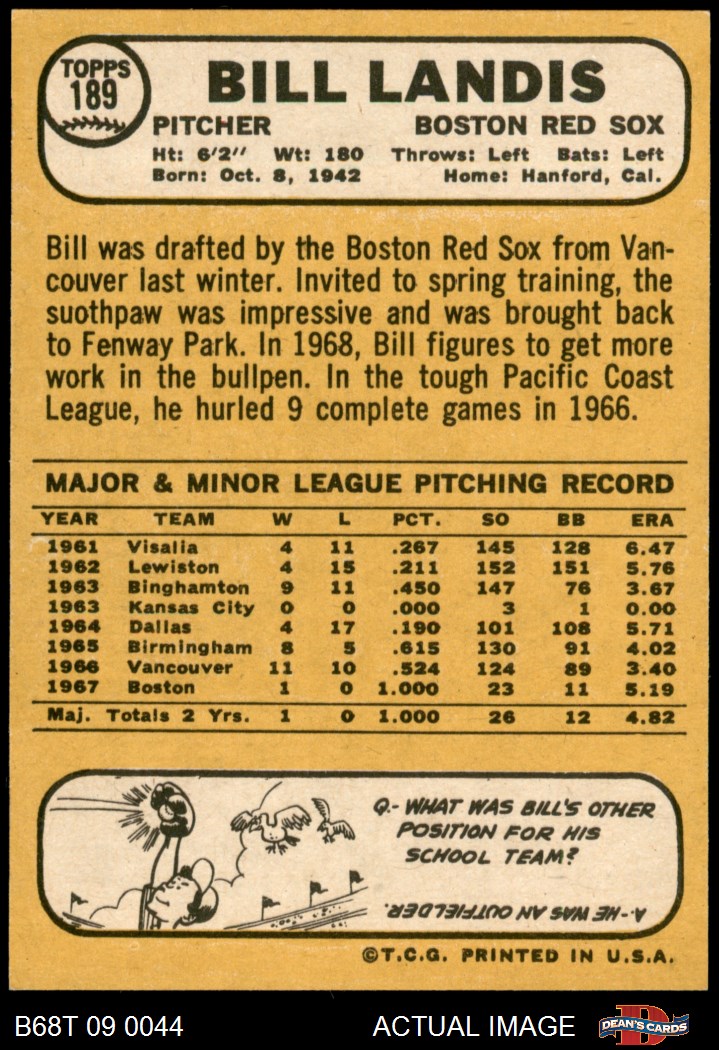 TOPPS
189
BILL LANDIS
PITCHER BOSTON RED SOX
Ht: 6'2" Wt: 180 Throws: Left Bats: Left
Born: Oct. 8, 1942 Home: Hanford, Cal.
Bill was drafted by the Boston Red Sox from Van-
couver last winter. Invited to spring training, the
suothpaw was impressive and was brought back
to Fenway Park. In 1968, Bill figures to get more
work in the bullpen. In the tough Pacific Coast
League, he hurled 9 complete games in 1966.
MAJOR & MINOR LEAGUE PITCHING RECORD
YEAR TEAM W L PCT. SO BB ERA
1961 Visalia 4 11 .267 145 128 6.47
1962 Lewiston 4 15 .211 152 151 5.76
1963 Binghamton 9 11 .450 147 76 3.67
1963 Kansas City 0 0 .000 3 1 0.00
1964 Dallas 4 17 .190 101 108 5.71
1965 Birmingham 8 5 .615 130 91 4.02
1966 Vancouver 11 10 .524 124 89 3.40
1967 Boston 1 0 1.000 23 11 5.19
Maj. Totals 2 Yrs. 1 0 1.000 26 12 4.82
Q.- WHAT WAS BILL'S OTHER
POSITION FOR HIS
SCHOOL TEAM?
A.- HE WAS AN OUTFIELDER.
©T.C.G. PRINTED IN U.S.A.
B68T 09 0044 ACTUAL IMAGE DEAN'S CARDS